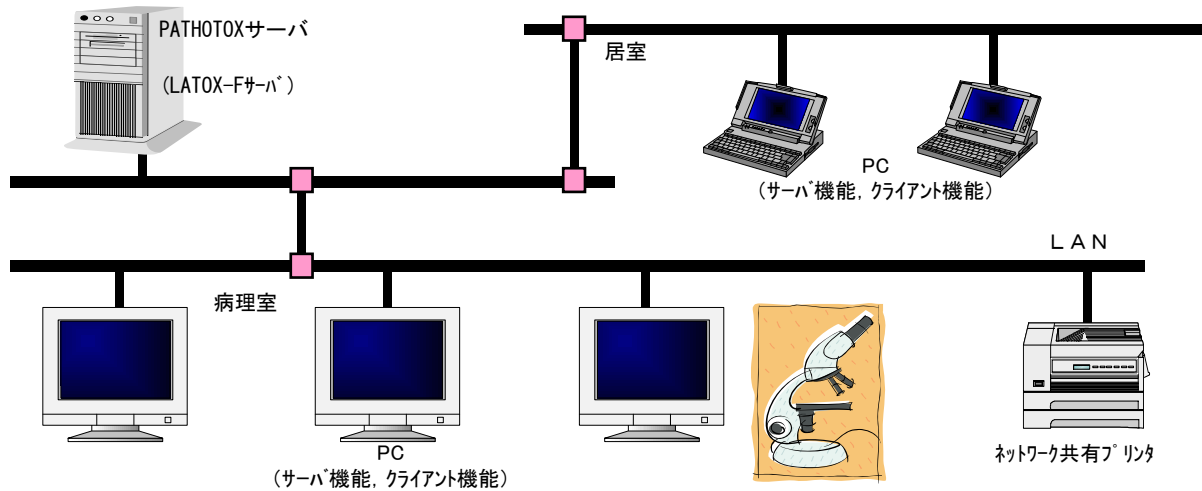 PATHOTOXサーバ
(LATOX-Fｻｰﾊﾞ)
居室
PC
(ｻｰﾊﾞ機能, ｸﾗｲｱﾝﾄ機能)
ＬＡＮ
病理室
PC
(ｻｰﾊﾞ機能, ｸﾗｲｱﾝﾄ機能)
ﾈｯﾄﾜｰｸ共有ﾌﾟﾘﾝﾀ